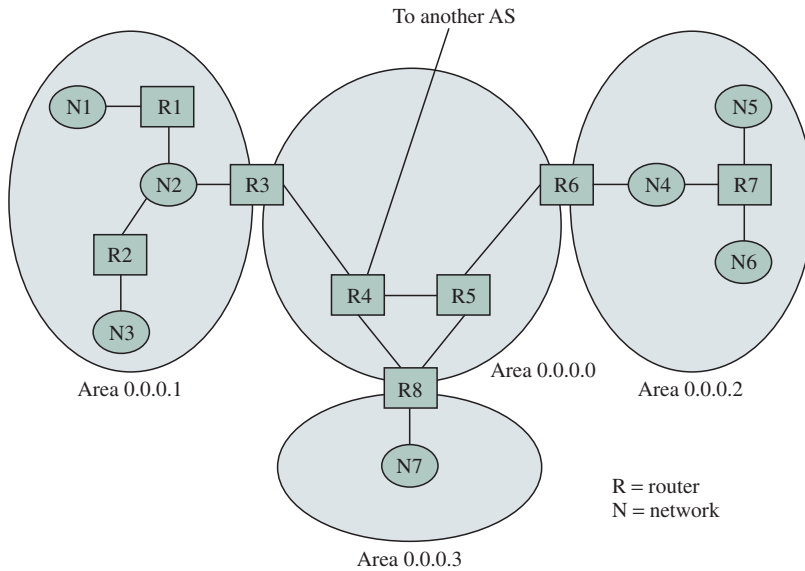 To another AS
N1
R1
N5
N2
R3
R6
N4
R7
R2
N6
R4
R5
N3
Area 0.0.0.0
Area 0.0.0.1
R8
Area 0.0.0.2
N7
R = router
N = network
Area 0.0.0.3